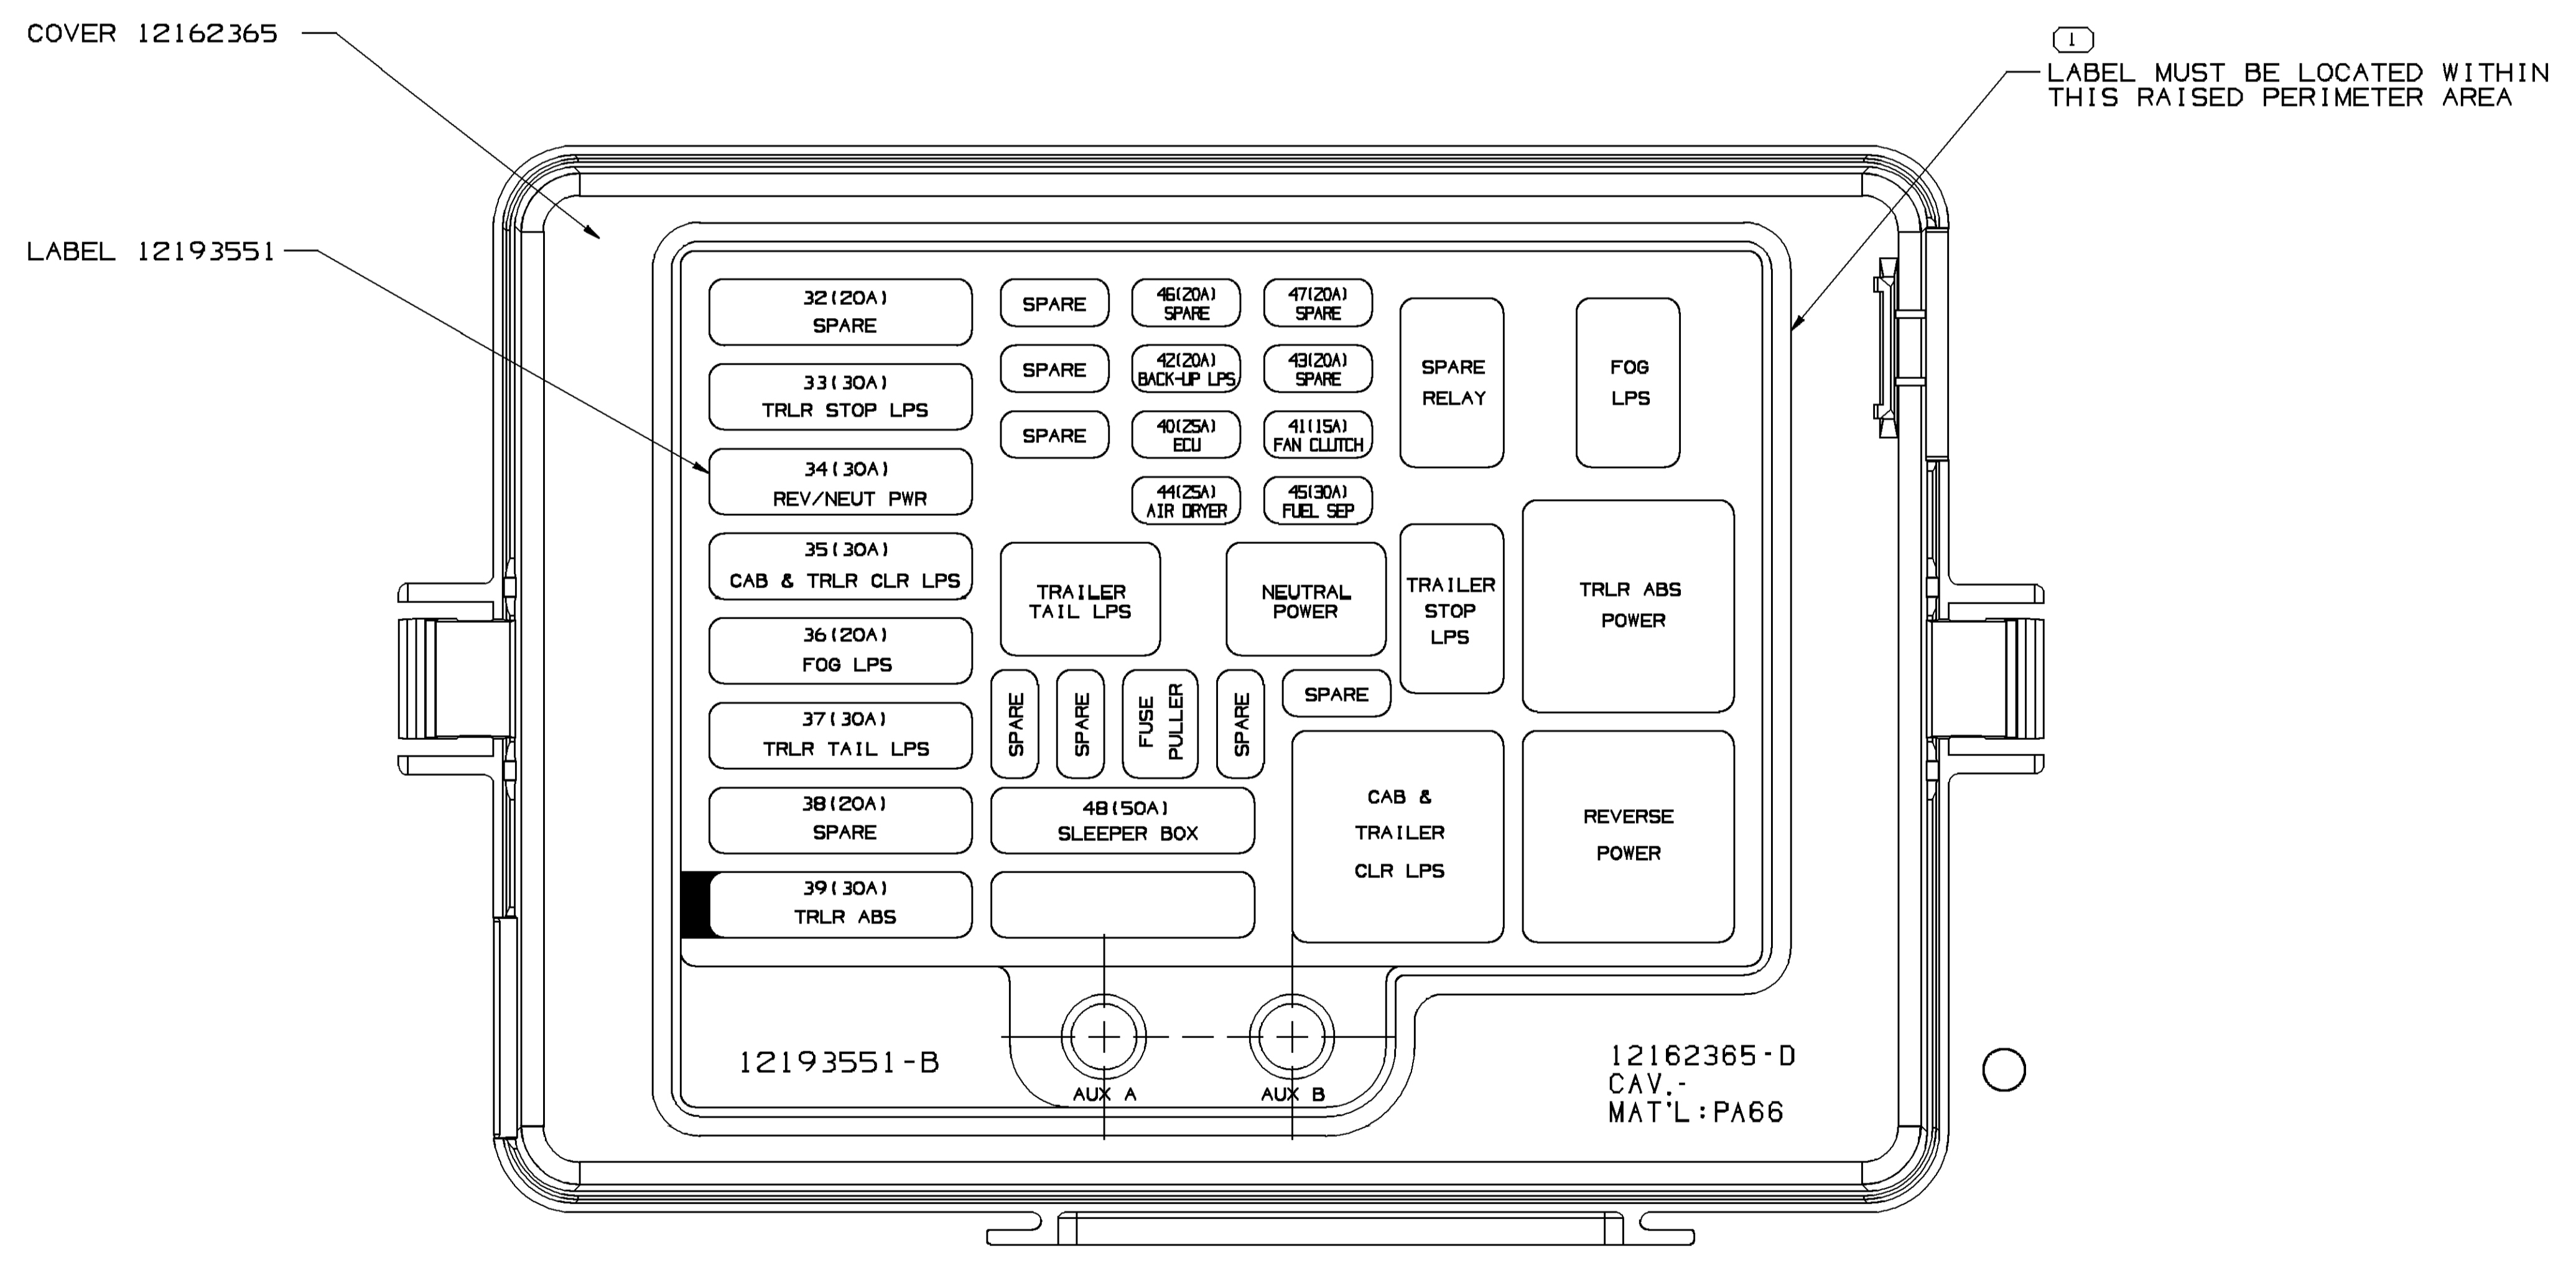 COVER 12162365
1
LABEL MUST BE LOCATED WITHIN
THIS RAISED PERIMETER AREA
LABEL 12193551
32(20A)
SPARE
33(30A)
TRLR STOP LPS
34(30A)
REV/NEUT PWR
35(30A)
CAB & TRLR CLR LPS
36(20A)
FOG LPS
37(30A)
TRLR TAIL LPS
38(20A)
SPARE
39(30A)
TRLR ABS
SPARE
46(20A)
SPARE
47(20A)
SPARE
SPARE
42(20A)
BACK-UP LPS
43(20A)
SPARE
SPARE
40(25A)
ECU
41(15A)
FAN CLUTCH
44(25A)
AIR DRYER
45(30A)
FUEL SEP
SPARE
RELAY
FOG
LPS
TRAILER
TAIL LPS
NEUTRAL
POWER
TRAILER
STOP
LPS
TRLR ABS
POWER
SPARE
SPARE
FUSE
PULLER
SPARE
SPARE
48(50A)
SLEEPER BOX
CAB &
TRAILER
CLR LPS
REVERSE
POWER
12193551-B
AUX A
AUX B
12162365-D
CAV.-
MAT'L:PA66